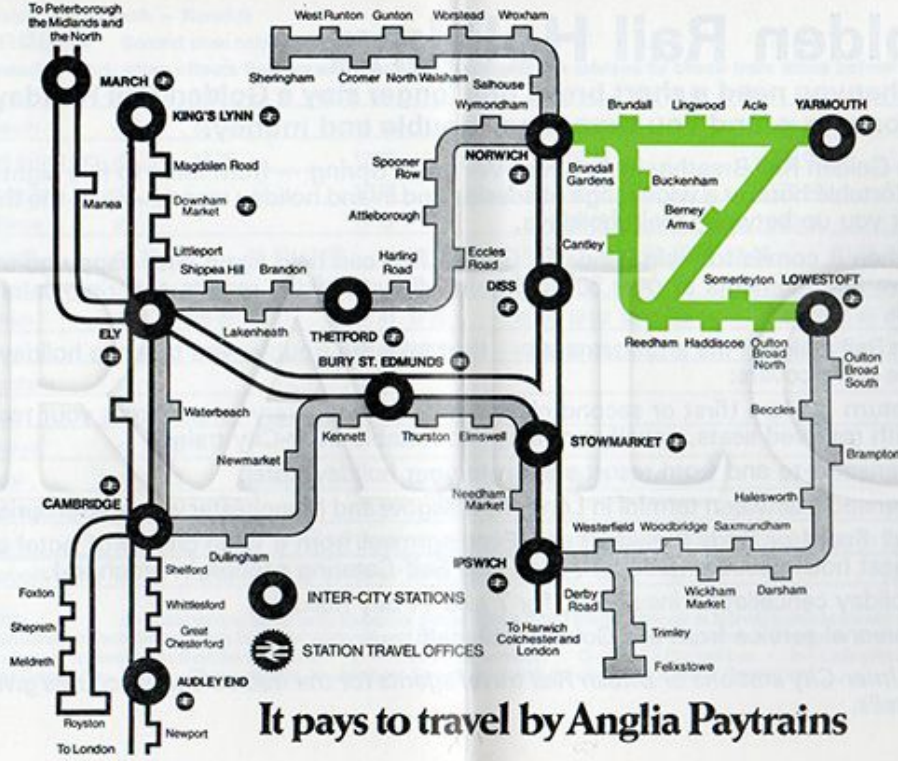 To Peterborough
the Midlands and
the North
MARCH
KING'S LYNN
Magdalen Road
Downham
Market
Littleport
Manea
ELY
Shippea Hill
Brandon
Lakenheath
THETFORD
Harling
Road
Eccles
Road
Attleborough
Spooner
Row
Wymondham
NORWICH
Salhouse
Wroxham
Worstead
North Walsham
Gunton
Cromer
West Runton
Sheringham
Brundall
Gardens
Brundall
Lingwood
Acle
YARMOUTH
Buckenham
Berney
Arms
Cantley
Reedham
Haddiscoe
Somerleyton
Oulton
Broad
North
LOWESTOFT
Oulton
Broad
South
Beccles
Brampton
Halesworth
Darsham
Saxmundham
Wickham
Market
Woodbridge
Westerfield
Derby
Road
Trimley
Felixstowe
IPSWICH
To Harwich
Colchester and
London
Needham
Market
STOWMARKET
DISS
Elmswell
Thurston
BURY ST. EDMUNDS
Kennett
Newmarket
Dullingham
Waterbeach
CAMBRIDGE
Foxton
Shepreth
Meldreth
Royston
Shelford
Whittlesford
Great
Chesterford
AUDLEY END
Newport
To London
INTER-CITY STATIONS
STATION TRAVEL OFFICES
It pays to travel by Anglia Paytrains